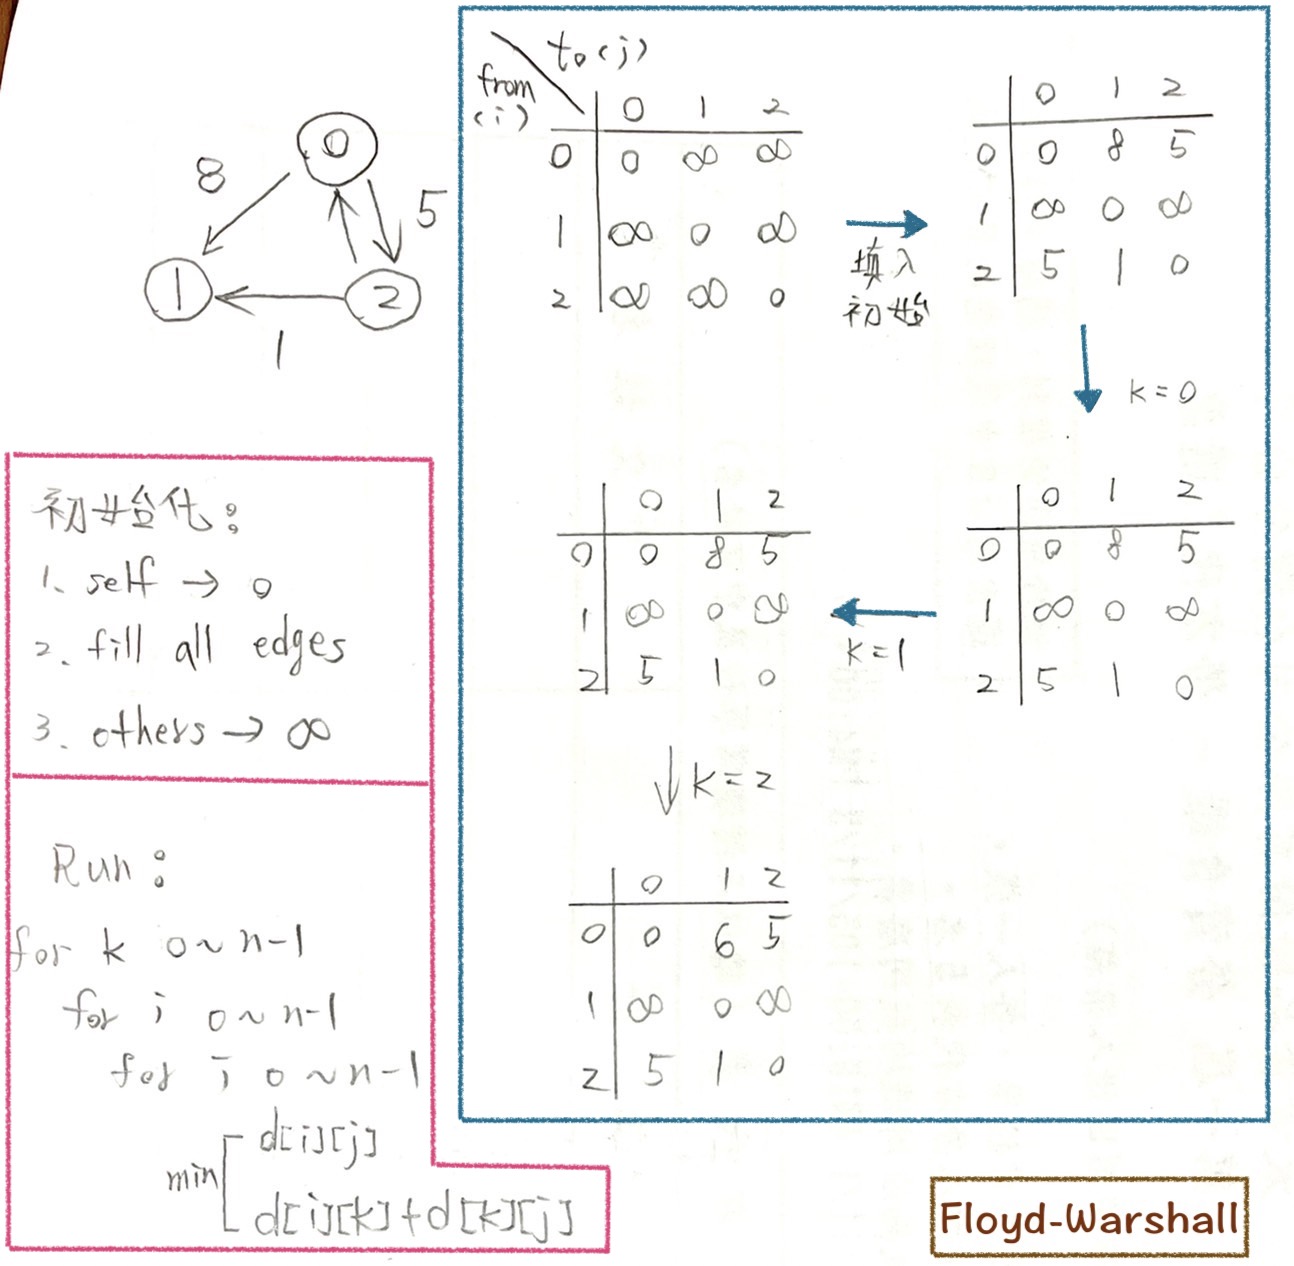 0
8
5
1
2
1
to(j)
from
(i)
0 1 2
0 0 ∞ ∞
1 ∞ 0 ∞
2 ∞ ∞ 0
填入
初始
0 1 2
0 0 8 5
1 ∞ 0 ∞
2 5 1 0
k=0
0 1 2
0 0 8 5
1 ∞ 0 ∞
2 5 1 0
k=1
0 1 2
0 0 8 5
1 ∞ 0 ∞
2 5 1 0
k=2
0 1 2
0 0 6 5
1 ∞ 0 ∞
2 5 1 0
初始化:
1. self → 0
2. fill all edges
3. others → ∞
Run:
for k 0~n-1
for i 0~n-1
for j 0~n-1
min d[i][j]
d[i][k]+d[k][j]
Floyd-Warshall